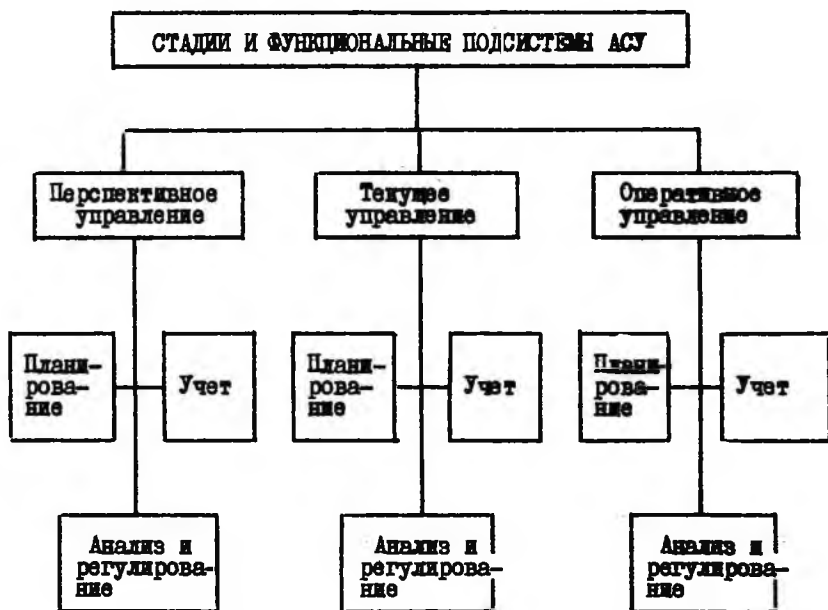 СТАДИИ И ФУНКЦИОНАЛЬНЫЕ ПОДСИСТЕМЫ АСУ
Перспективное
управление
Текущее
управление
Оперативное
управление
Плани-
рова-
ние
Учет
Плани-
рова-
ние
Учет
Плани-
рова-
ние
Учет
Анализ и
регулирова-
ние
Анализ и
регулирова-
ние
Анализ и
регулирова-
ние